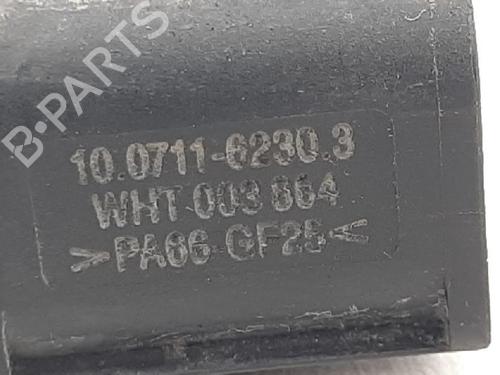 B-PARTS
10.0711-6230.3
WHT 003 864
>PA66-GF25<